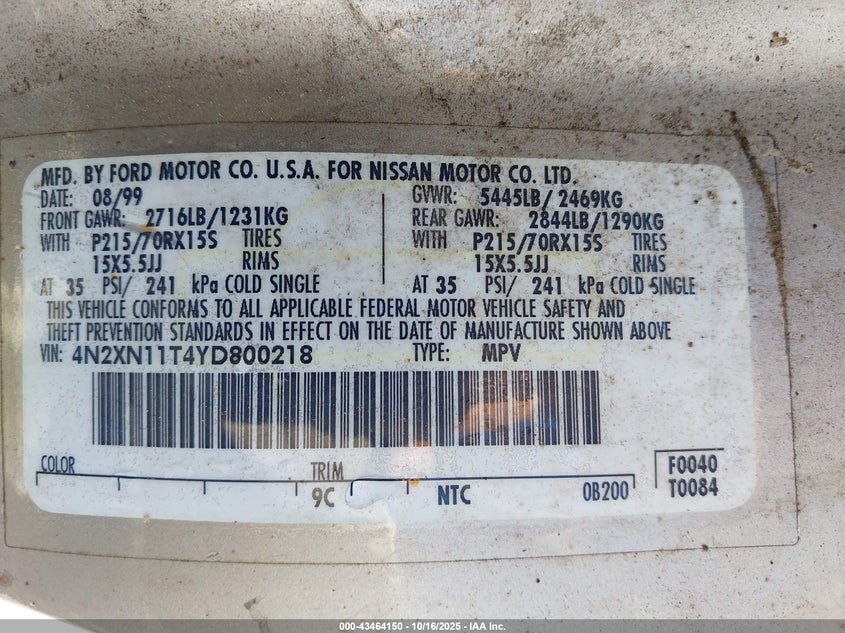 MFD. BY FORD MOTOR CO. U.S.A. FOR NISSAN MOTOR CO. LTD.
DATE: 08/99 GVWR: 5445LB/ 2469KG
FRONT GAWR: 2716LB/1231KG REAR GAWR: 2844LB/1290KG
WITH P215/70RX15S TIRES WITH P215/70RX15S TIRES
15X5.5JJ RIMS 15X5.5JJ RIMS
AT 35 PSI/ 241 kPa COLD SINGLE AT 35 PSI/ 241 kPa COLD SINGLE
THIS VEHICLE CONFORMS TO ALL APPLICABLE FEDERAL MOTOR VEHICLE SAFETY AND
THEFT PREVENTION STANDARDS IN EFFECT ON THE DATE OF MANUFACTURE SHOWN ABOVE
VIN: 4N2XN11T4YD800218 TYPE: MPV
COLOR TRIM F0040
9C NTC 0B200 T0084
000-43464150 - 10/16/2025 - IAA Inc.